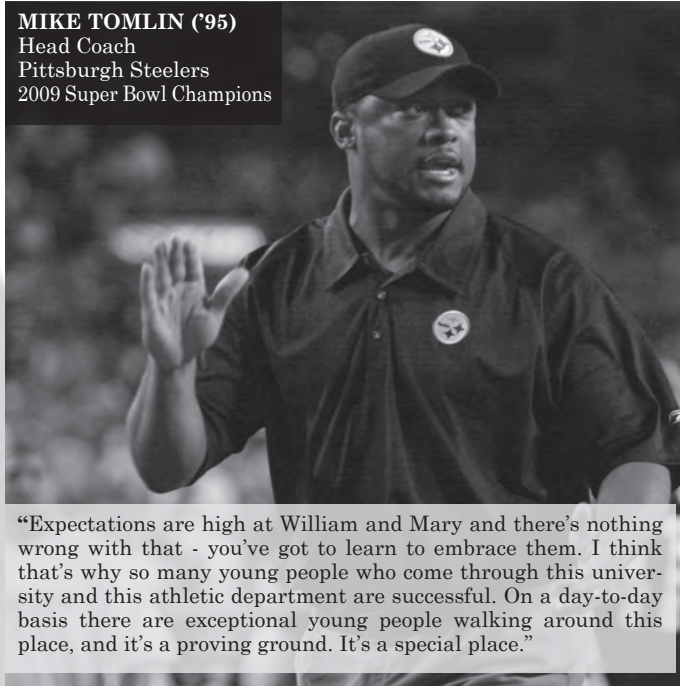 MIKE TOMLIN (’95)
Head Coach
Pittsburgh Steelers
2009 Super Bowl Champions
“Expectations are high at William and Mary and there’s nothing
wrong with that - you’ve got to learn to embrace them. I think
that’s why so many young people who come through this univer-
sity and this athletic department are successful. On a day-to-day
basis there are exceptional young people walking around this
place, and it’s a proving ground. It’s a special place.”